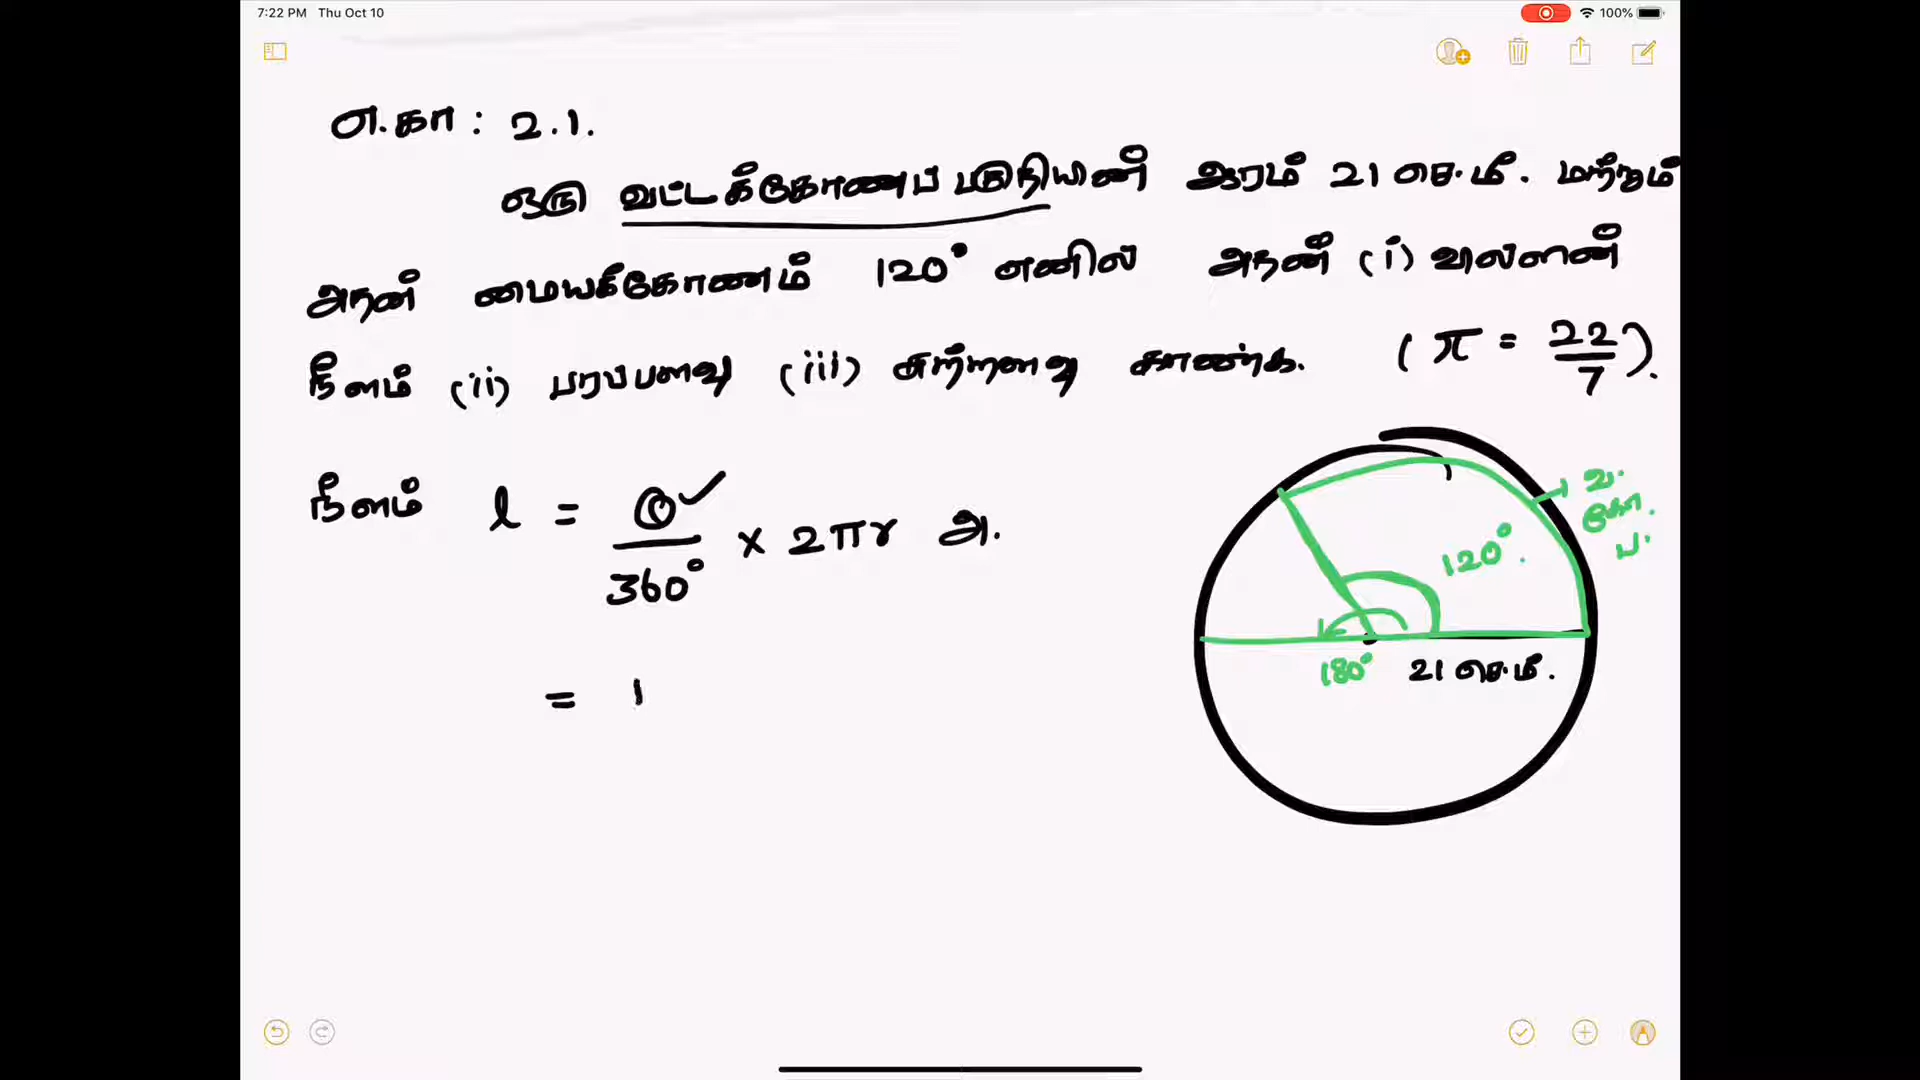 7:22 PM Thu Oct 10
100%
எ.கா : 2.1.
ஒரு வட்டக்கோணப் பகுதியின் ஆரம் 21 செ.மீ. மற்றும்
அதன் மையக்கோணம் 120° எனில் அதன் (i) வில்லின்
நீளம் (ii) பரப்பளவு (iii) சுற்றளவு காண்க. (π = 22/7).
நீளம் l = θ/360° × 2πr அ.
= 1
வ.
கோ.
ப.
120°.
180° 21 செ.மீ.